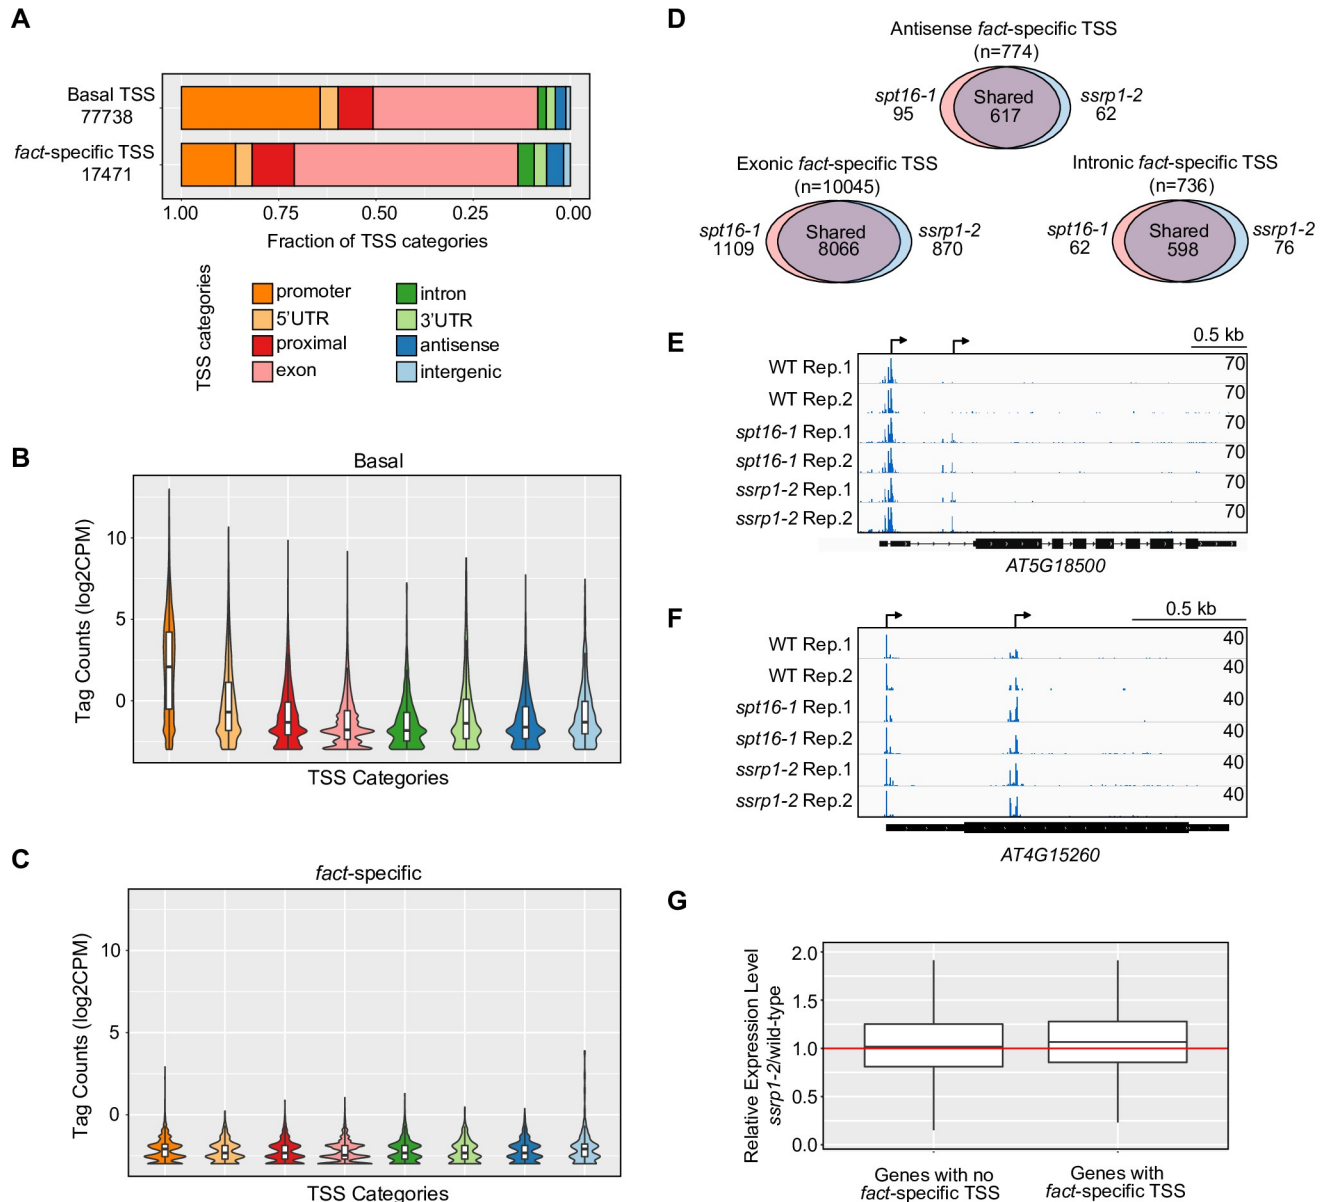 A
Basal TSS
77738
fact-specific TSS
17471
1.00 0.75 0.50 0.25 0.00
Fraction of TSS categories
TSS categories
promoter
5'UTR
proximal
exon
intron
3'UTR
antisense
intergenic
B
Basal
Tag Counts (log2CPM)
10
5
0
TSS Categories
C
fact-specific
Tag Counts (log2CPM)
10
5
0
TSS Categories
D
Antisense fact-specific TSS
(n=774)
spt16-1
95
Shared
617
ssrp1-2
62
Exonic fact-specific TSS
(n=10045)
spt16-1
1109
Shared
8066
ssrp1-2
870
Intronic fact-specific TSS
(n=736)
spt16-1
62
Shared
598
ssrp1-2
76
E
0.5 kb
WT Rep.1 70
WT Rep.2 70
spt16-1 Rep.1 70
spt16-1 Rep.2 70
ssrp1-2 Rep.1 70
ssrp1-2 Rep.2 70
AT5G18500
F
0.5 kb
WT Rep.1 40
WT Rep.2 40
spt16-1 Rep.1 40
spt16-1 Rep.2 40
ssrp1-2 Rep.1 40
ssrp1-2 Rep.2 40
AT4G15260
G
Relative Expression Level
ssrp1-2/wild-type
2.0
1.5
1.0
0.5
0.0
Genes with no
fact-specific TSS
Genes with
fact-specific TSS